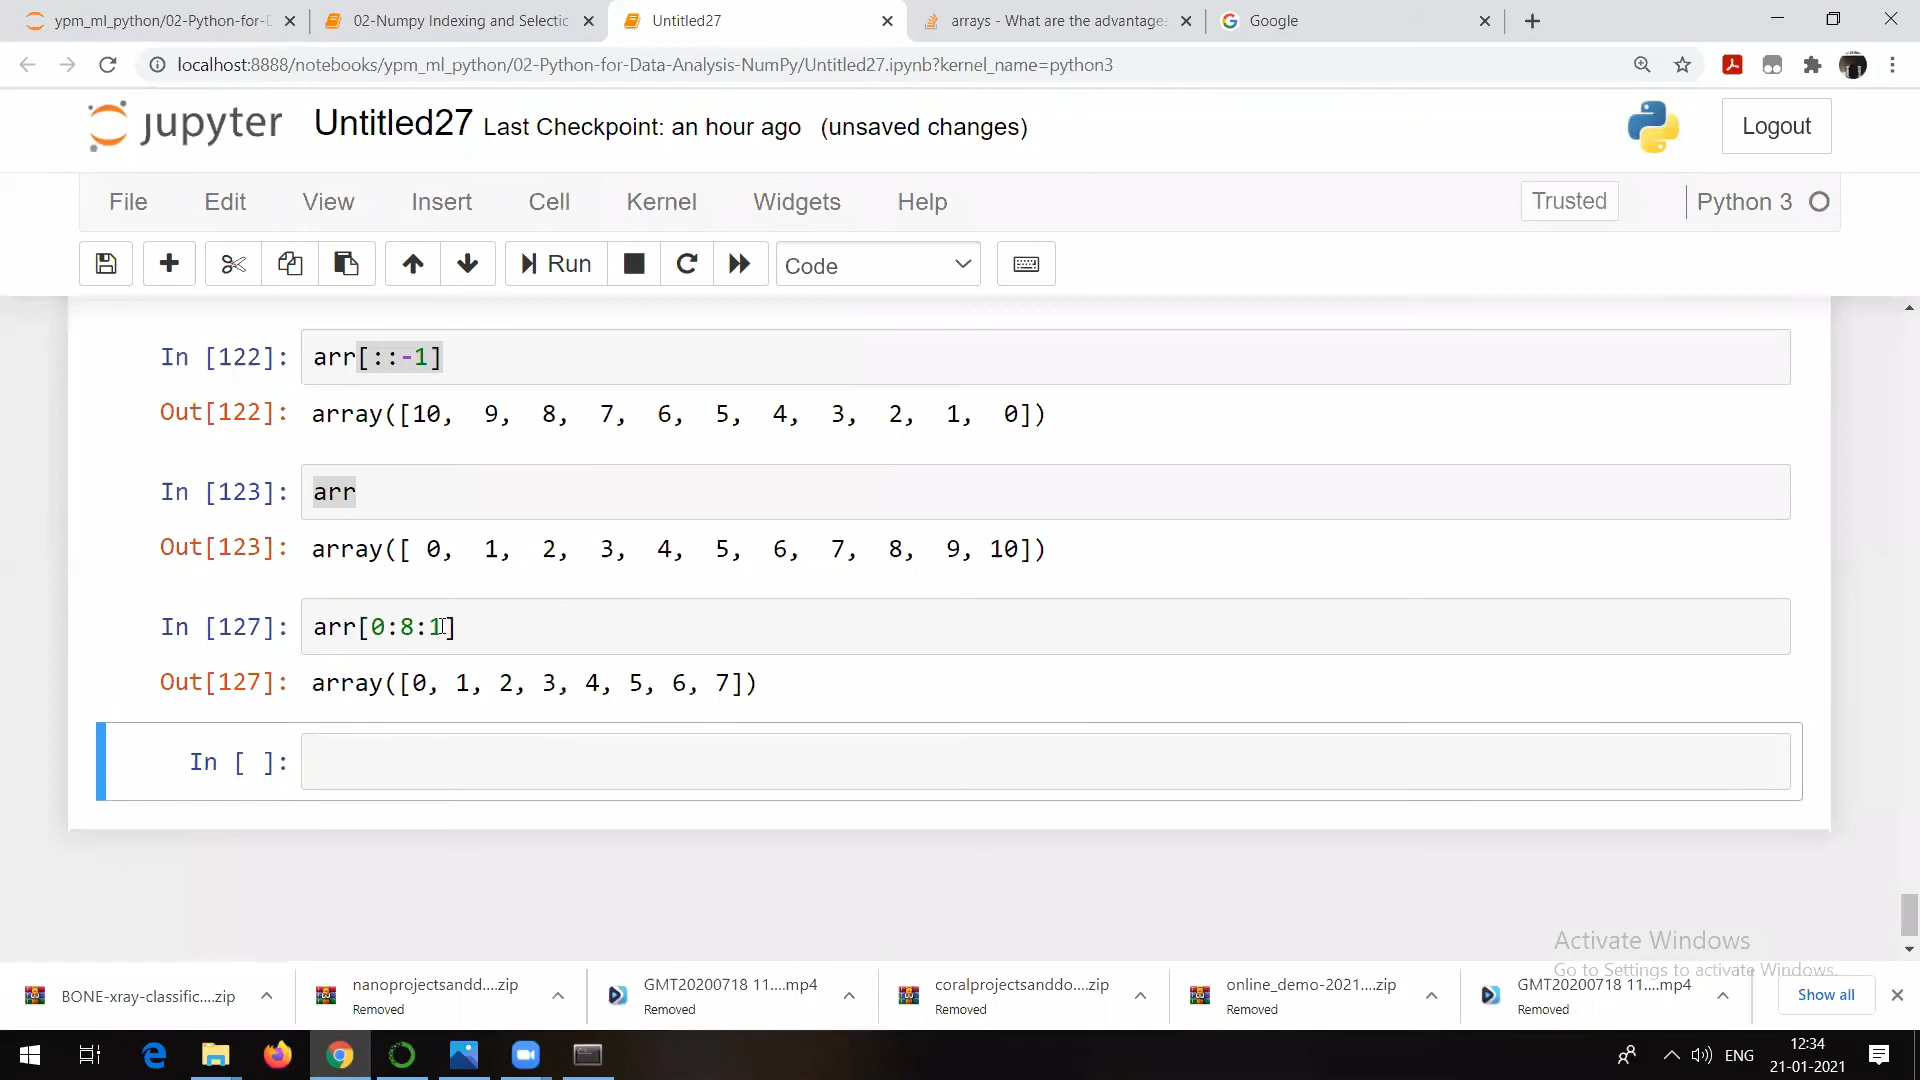 ypm_ml_python/02-Python-for-D
02-Numpy Indexing and Selectic
Untitled27
arrays - What are the advantage
Google
localhost:8888/notebooks/ypm_ml_python/02-Python-for-Data-Analysis-NumPy/Untitled27.ipynb?kernel_name=python3
jupyter Untitled27 Last Checkpoint: an hour ago (unsaved changes) Logout
File Edit View Insert Cell Kernel Widgets Help Trusted Python 3
Run Code
In [122]: arr[::-1]
Out[122]: array([10, 9, 8, 7, 6, 5, 4, 3, 2, 1, 0])
In [123]: arr
Out[123]: array([ 0, 1, 2, 3, 4, 5, 6, 7, 8, 9, 10])
In [127]: arr[0:8:1]
Out[127]: array([0, 1, 2, 3, 4, 5, 6, 7])
In [ ]:
Activate Windows
Go to Settings to activate Windows.
BONE-xray-classific....zip
nanoprojectsandd....zip
Removed
GMT20200718 11....mp4
Removed
coralprojectsanddo....zip
Removed
online_demo-2021....zip
Removed
GMT20200718 11....mp4
Removed
Show all
ENG
12:34
21-01-2021